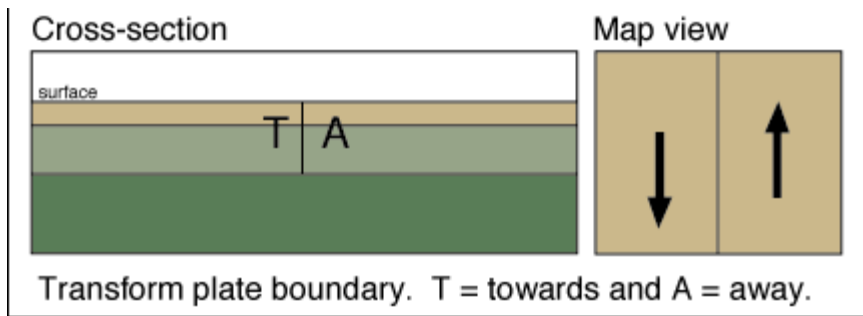 Cross-section
Map view
surface
T A
Transform plate boundary. T = towards and A = away.